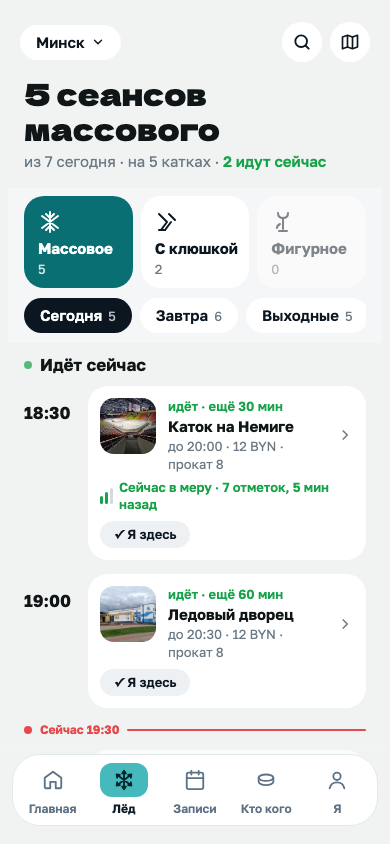 Минск
5 сеансов
массового
из 7 сегодня · на 5 катках · 2 идут сейчас
Массовое
5
С клюшкой
2
Фигурное
0
Сегодня 5
Завтра 6
Выходные 5
Идёт сейчас
18:30
идёт · ещё 30 мин
Каток на Немиге
до 20:00 · 12 BYN ·
прокат 8
Сейчас в меру · 7 отметок, 5 мин
назад
✓ Я здесь
19:00
идёт · ещё 60 мин
Ледовый дворец
до 20:30 · 12 BYN ·
прокат 8
✓ Я здесь
Сейчас 19:30
Главная
Лёд
Записи
Кто кого
Я